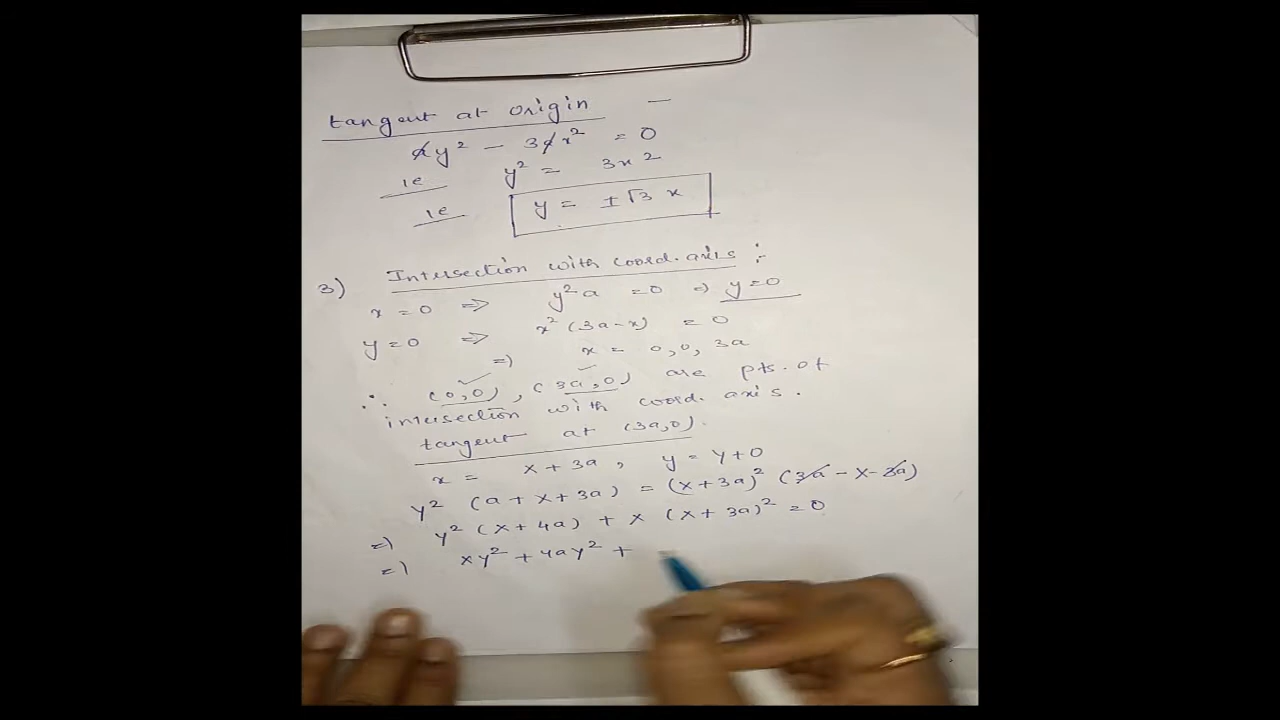 tangent at origin —
ay² - 3ax² = 0
ie y² = 3x²
ie y = ±√3 x
3) Intersection with coord. axis :-
x = 0 => y²a = 0 => y=0
y = 0 => x² (3a-x) = 0
=) x = 0, 0, 3a
∴ (0,0), (3a,0) are pts. of
intersection with coord. axis.
tangent at (3a,0).
x = X + 3a, y = Y + 0
Y² (a + X + 3a) = (X + 3a)² (3a - X - 3a)
=) Y² (X + 4a) + X (X + 3a)² = 0
=) XY² + 4aY² +